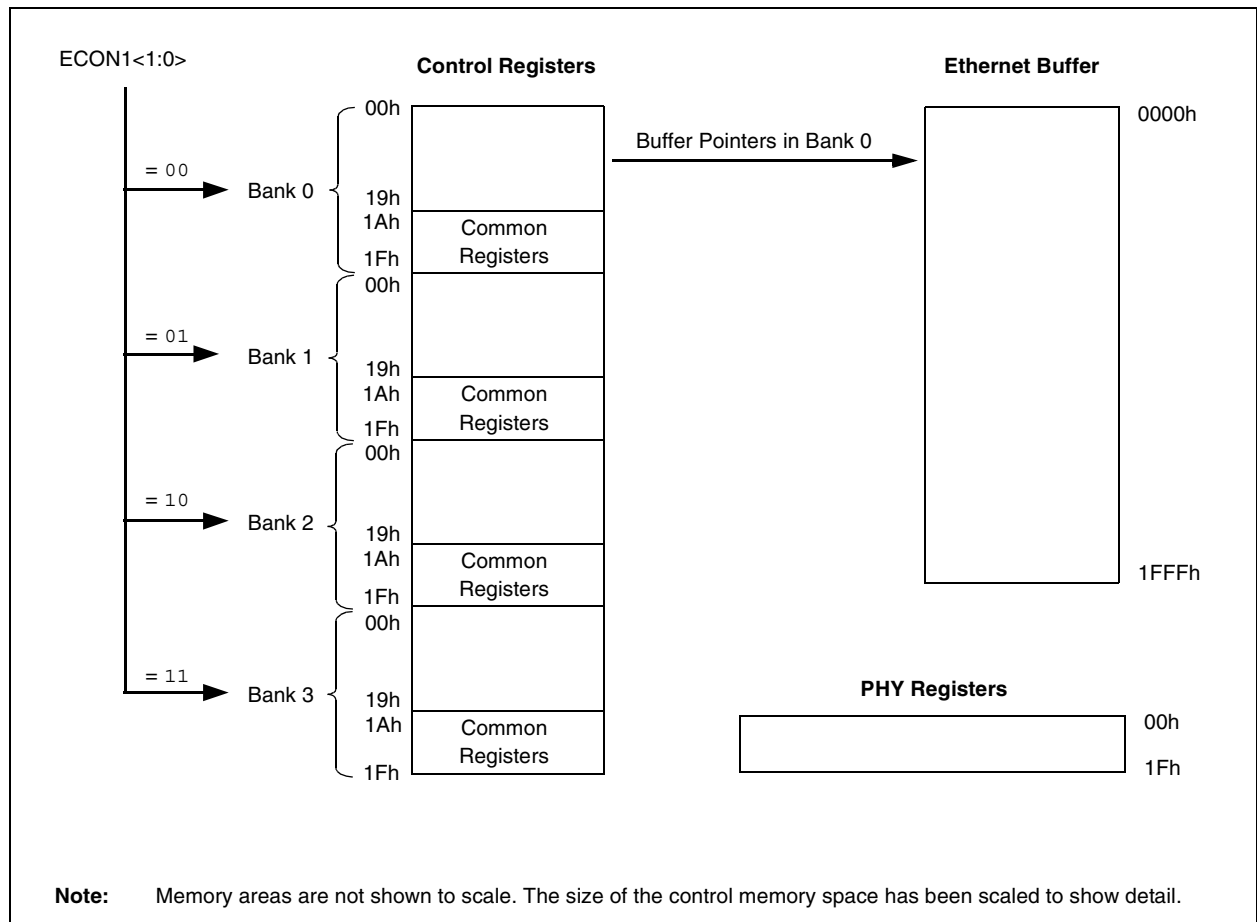 ECON1<1:0>
Control Registers
Ethernet Buffer
00h
0000h
Buffer Pointers in Bank 0
= 00
Bank 0
19h
1Ah
Common
Registers
1Fh
00h
= 01
Bank 1
19h
1Ah
Common
Registers
1Fh
00h
= 10
Bank 2
19h
1Ah
Common
Registers
1Fh
1FFFh
00h
= 11
Bank 3
19h
1Ah
Common
Registers
1Fh
PHY Registers
00h
1Fh
Note: Memory areas are not shown to scale. The size of the control memory space has been scaled to show detail.